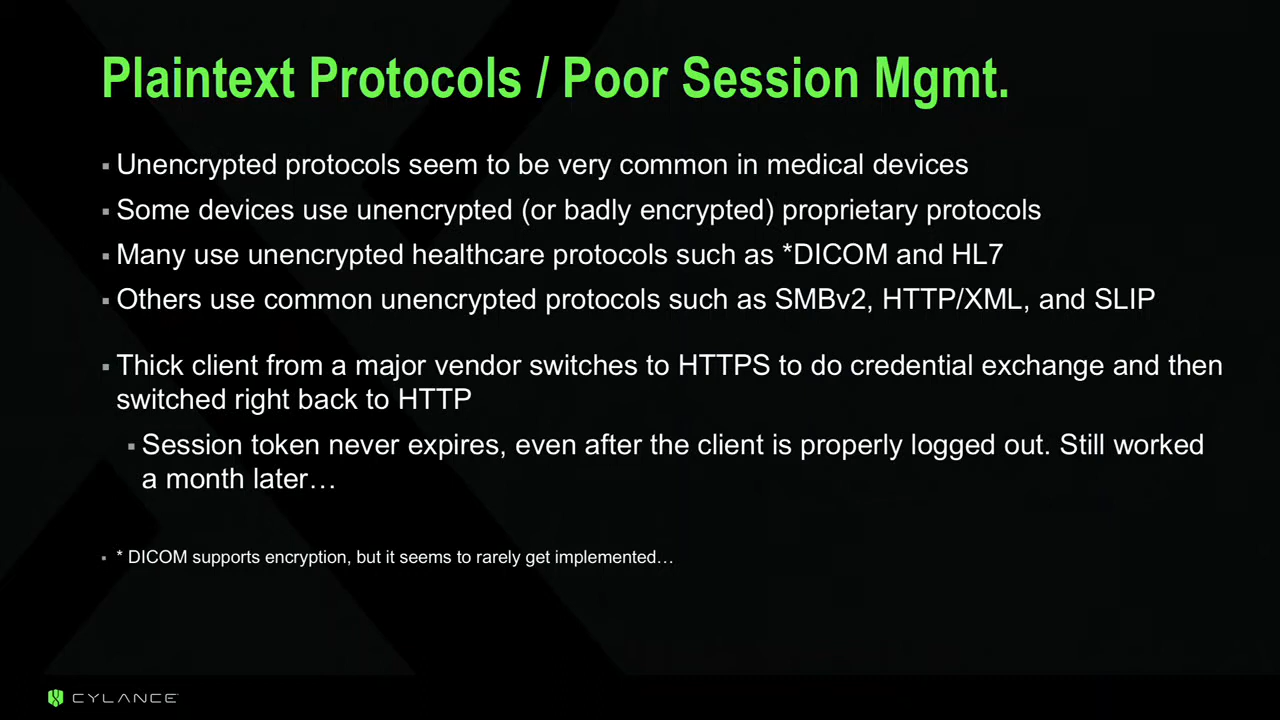 Plaintext Protocols / Poor Session Mgmt.
▪ Unencrypted protocols seem to be very common in medical devices
▪ Some devices use unencrypted (or badly encrypted) proprietary protocols
▪ Many use unencrypted healthcare protocols such as *DICOM and HL7
▪ Others use common unencrypted protocols such as SMBv2, HTTP/XML, and SLIP
▪ Thick client from a major vendor switches to HTTPS to do credential exchange and then
switched right back to HTTP
▪ Session token never expires, even after the client is properly logged out. Still worked
a month later…
▪ * DICOM supports encryption, but it seems to rarely get implemented…
CYLANCE